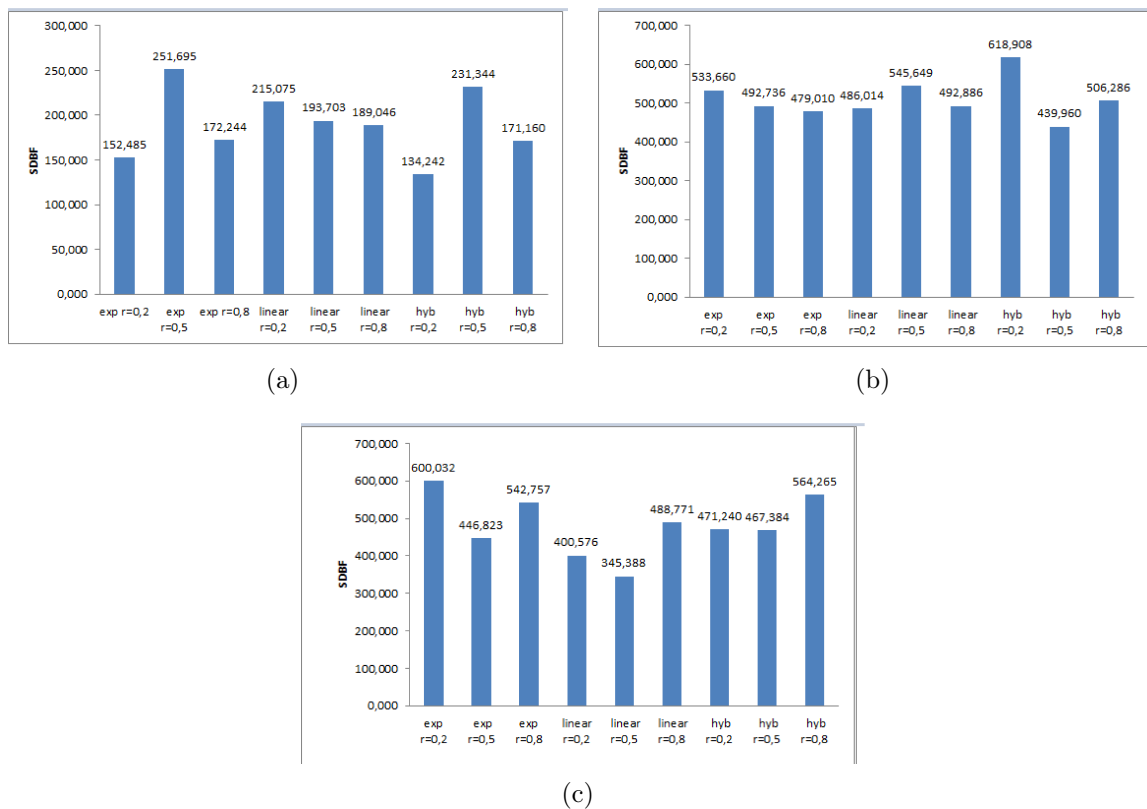 300,000
250,000
200,000
150,000
100,000
50,000
0,000
SDBF
152,485
251,695
172,244
215,075
193,703
189,046
134,242
231,344
171,160
exp r=0,2
exp
r=0,5
exp r=0,8
linear
r=0,2
linear
r=0,5
linear
r=0,8
hyb
r=0,2
hyb
r=0,5
hyb
r=0,8
(a)
700,000
600,000
500,000
400,000
300,000
200,000
100,000
0,000
SDBF
533,660
492,736
479,010
486,014
545,649
492,886
618,908
439,960
506,286
exp
r=0,2
exp
r=0,5
exp
r=0,8
linear
r=0,2
linear
r=0,5
linear
r=0,8
hyb
r=0,2
hyb
r=0,5
hyb
r=0,8
(b)
700,000
600,000
500,000
400,000
300,000
200,000
100,000
0,000
SDBF
600,032
446,823
542,757
400,576
345,388
488,771
471,240
467,384
564,265
exp
r=0,2
exp
r=0,5
exp
r=0,8
linear
r=0,2
linear
r=0,5
linear
r=0,8
hyb
r=0,2
hyb
r=0,5
hyb
r=0,8
(c)